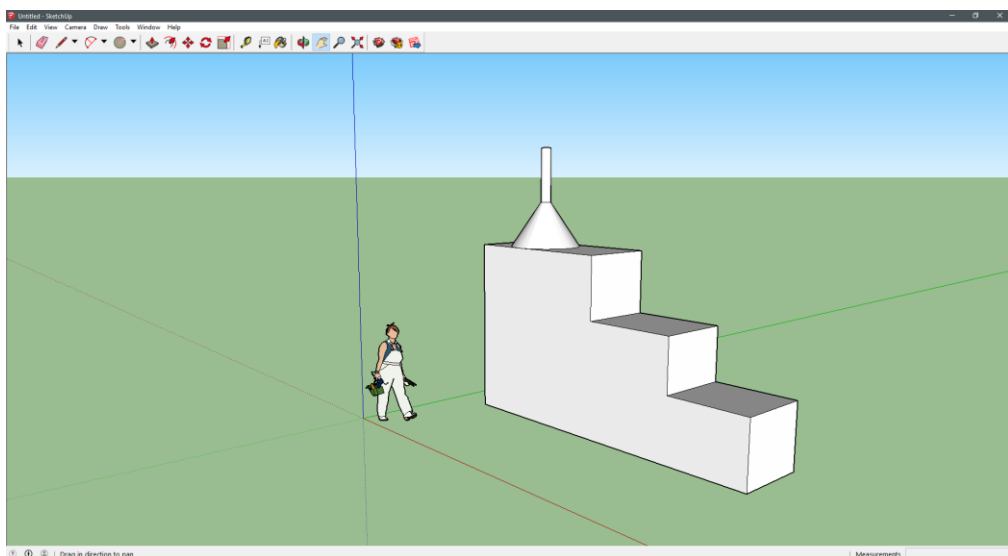 Untitled - SketchUp
File Edit View Camera Draw Tools Window Help
Drag in direction to pan Measurements